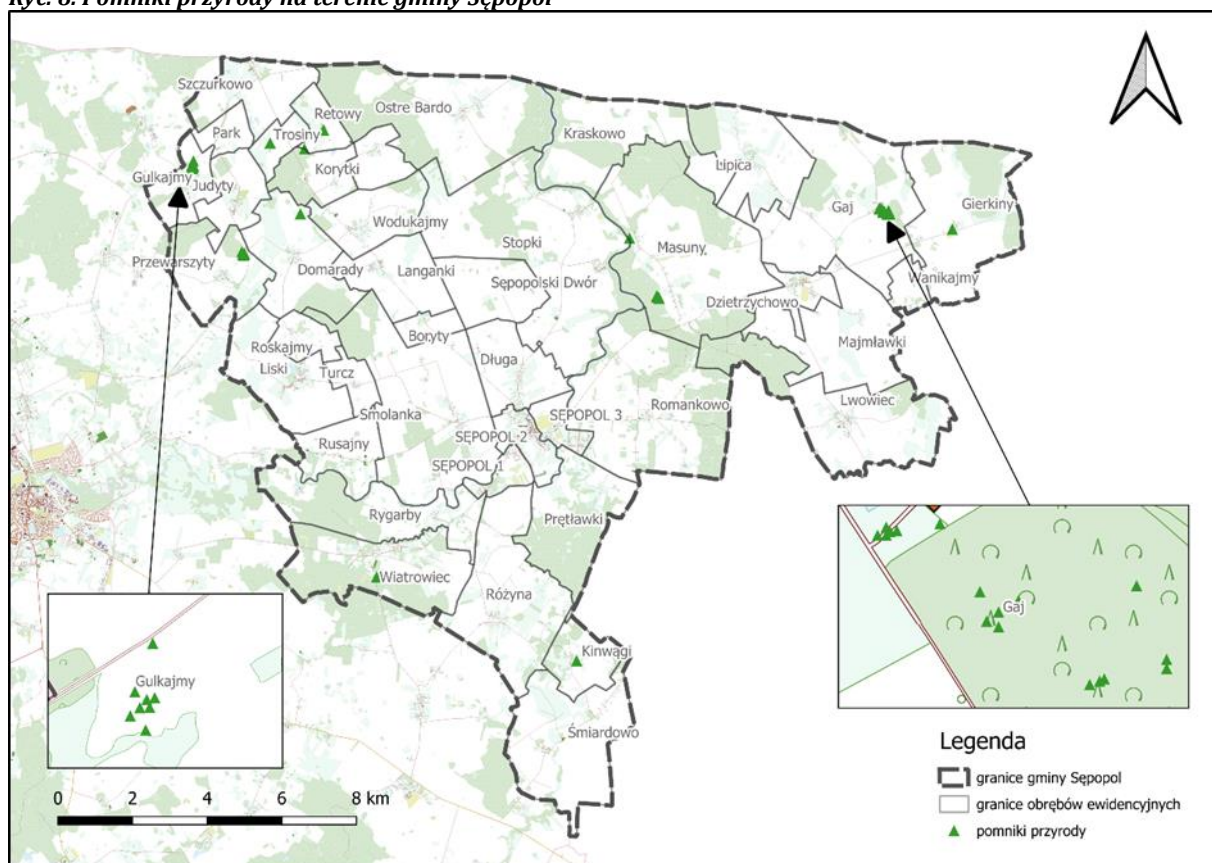 Ryc. 8. Pomniki przyrody na terenie gminy Sępopol
Szczurkowo
Ostre Bardo
Retowy
Park
Trosiny
Kraskowo
Lipica
Korytki
Gulkajmy
Judyty
Gaj
Gierkiny
Wodukajmy
Stopki
Masuny
Przewarszyty
Domarady
Langanki
Sępopolski Dwór
Wanikajmy
Dzietrzychowo
Boryty
Majmławki
Roskajmy
Liski
Turcz
Długa
Romankowo
Lwowiec
Smolanka
SĘPOPOL 3
SĘPOPOL 2
Rusajny
SĘPOPOL 1
Rygarby
Prętławki
Wiatrowiec
Różyna
Gaj
Kinwągi
Gulkajmy
Śmiardowo
Legenda
granice gminy Sępopol
granice obrębów ewidencyjnych
pomniki przyrody
0 2 4 6 8 km